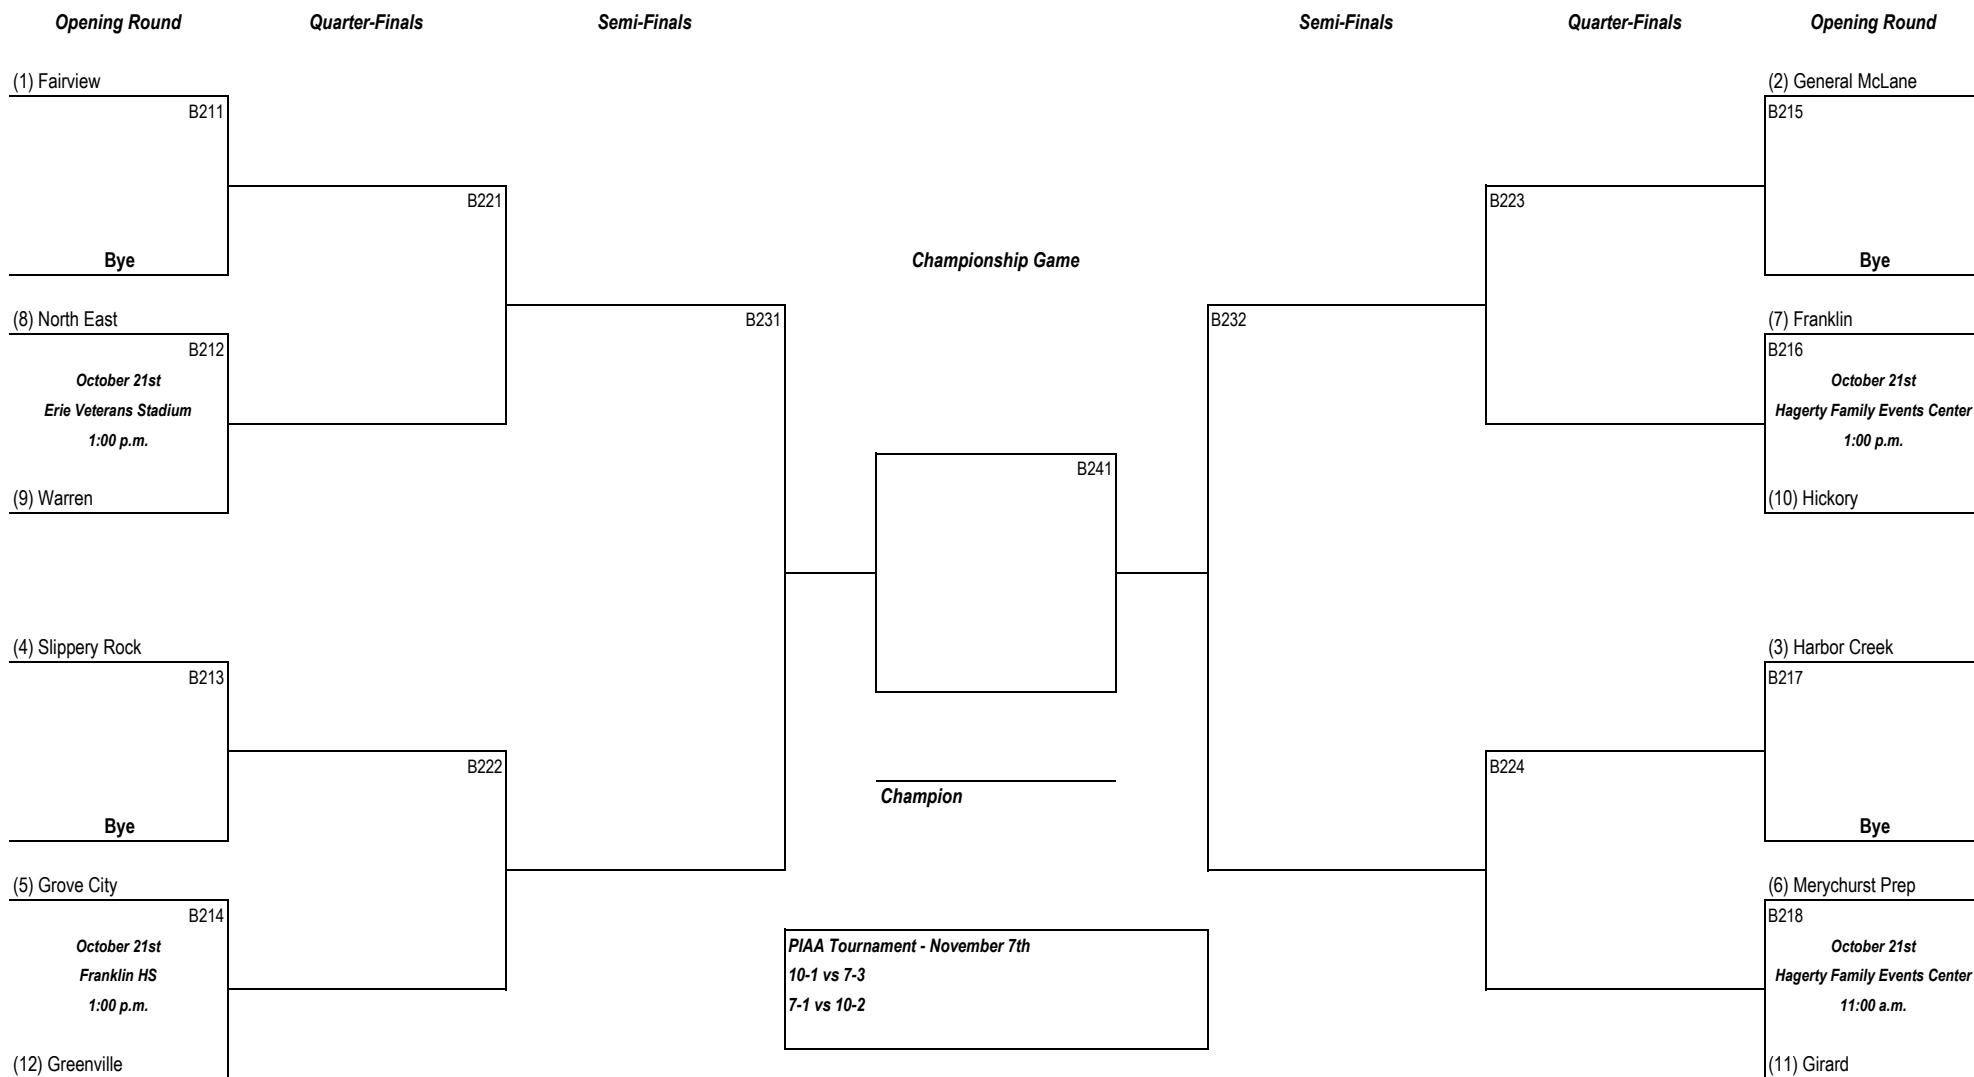 Opening Round
Quarter-Finals
Semi-Finals
Semi-Finals
Quarter-Finals
Opening Round
(1) Fairview
B211
Bye
(8) North East
B212
October 21st
Erie Veterans Stadium
1:00 p.m.
(9) Warren
B221
B231
(4) Slippery Rock
B213
Bye
(5) Grove City
B214
October 21st
Franklin HS
1:00 p.m.
(12) Greenville
B222
Championship Game
B241
Champion
PIAA Tournament - November 7th
10-1 vs 7-3
7-1 vs 10-2
B232
B223
(2) General McLane
B215
Bye
(7) Franklin
B216
October 21st
Hagerty Family Events Center
1:00 p.m.
(10) Hickory
B224
(3) Harbor Creek
B217
Bye
(6) Merychurst Prep
B218
October 21st
Hagerty Family Events Center
11:00 a.m.
(11) Girard